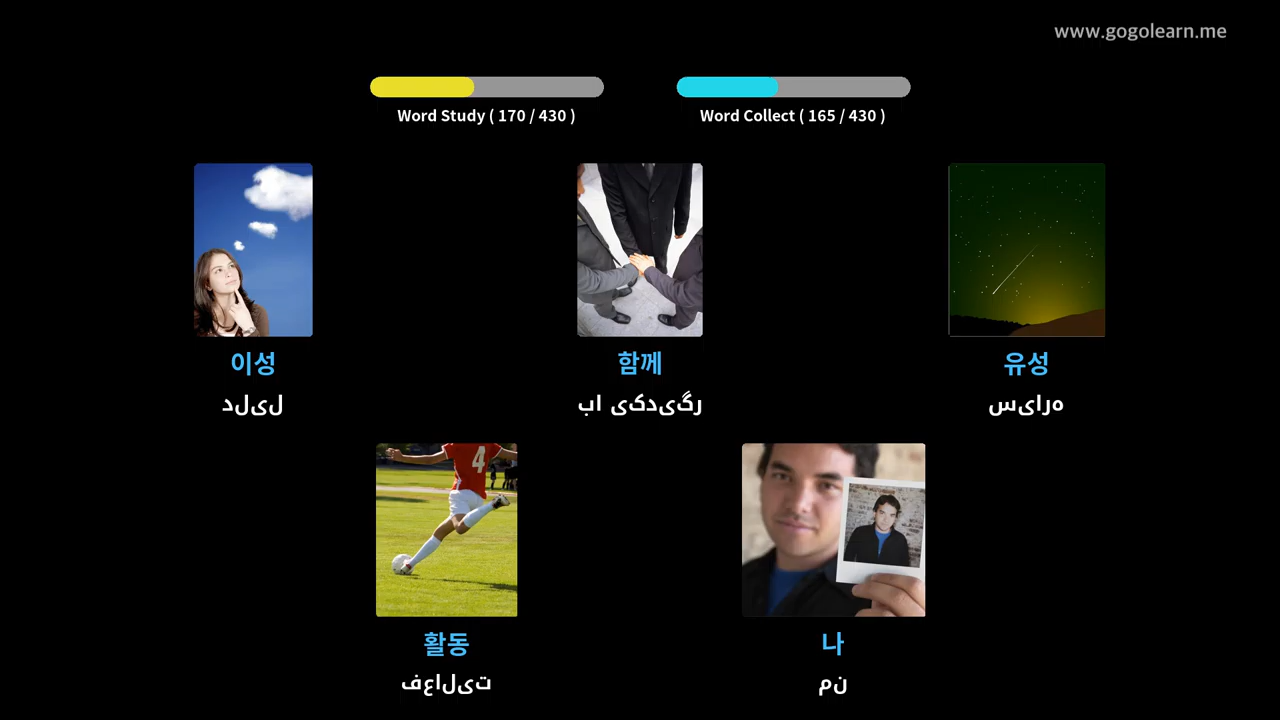 www.gogolearn.me
Word Study ( 170 / 430 )
Word Collect ( 165 / 430 )
이성
دلیل
함께
با یکدیگر
유성
سیاره
활동
فعالیت
나
من